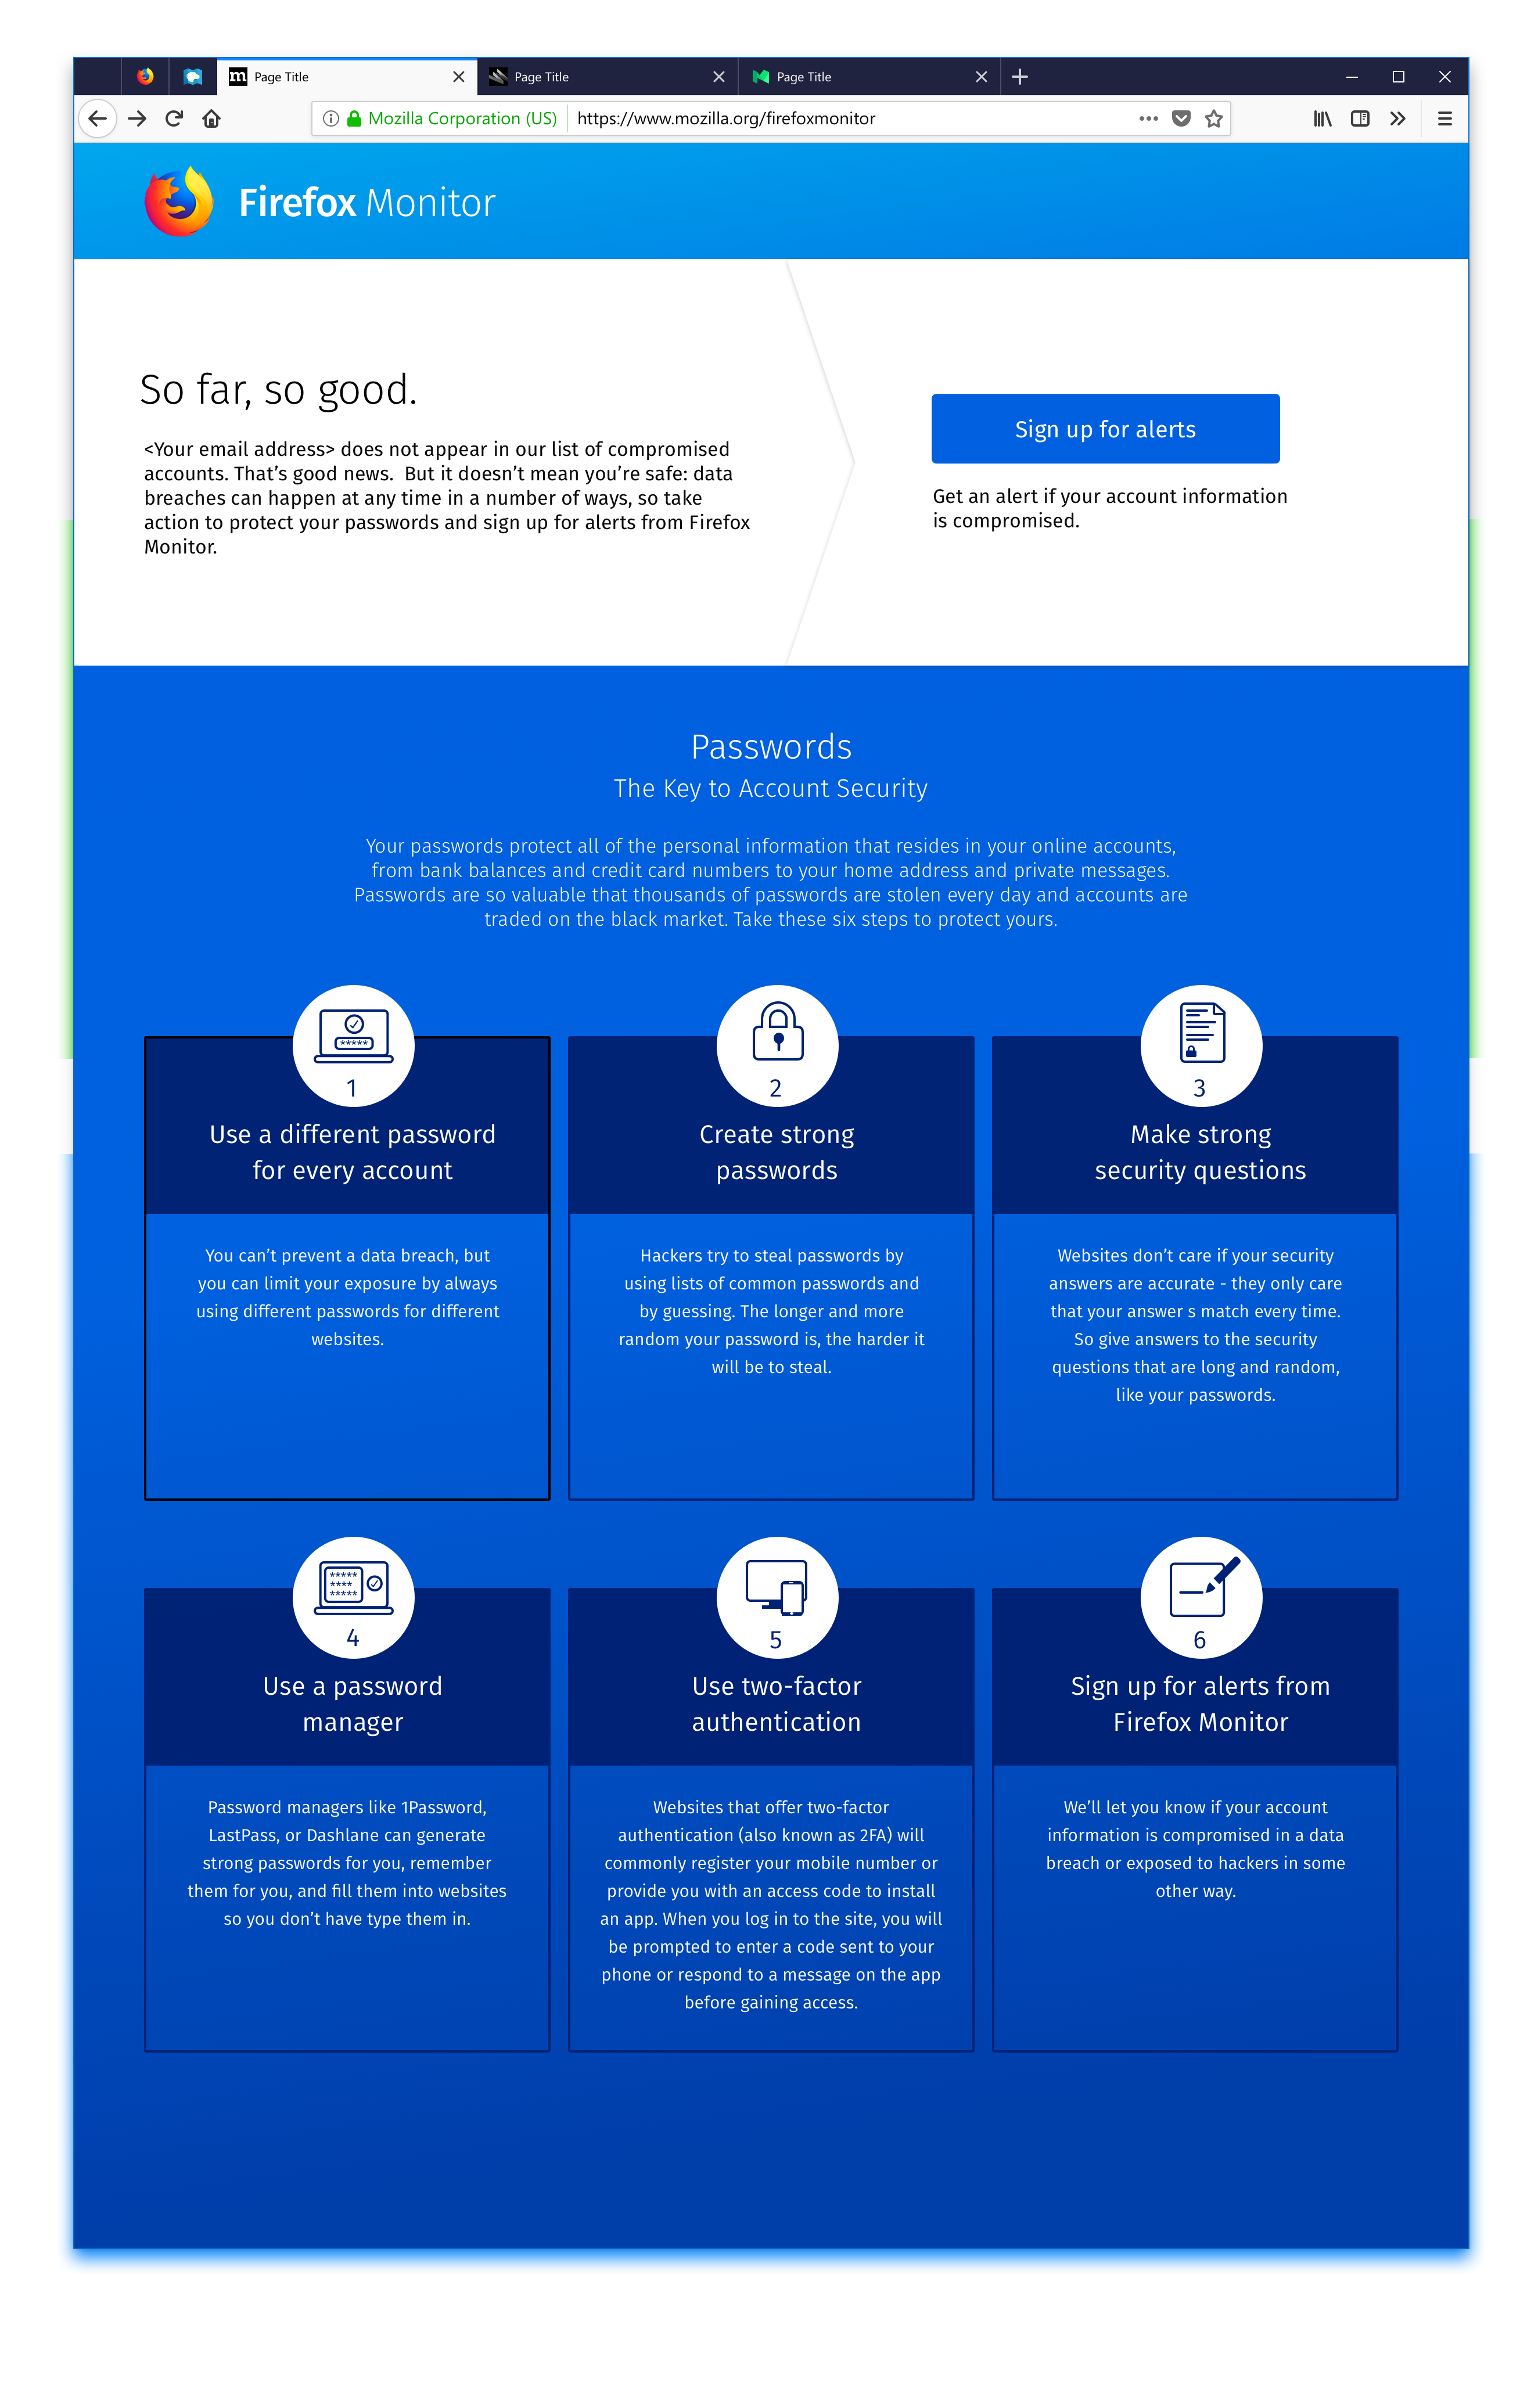 m Page Title
Page Title
Page Title
Mozilla Corporation (US) https://www.mozilla.org/firefoxmonitor
Firefox Monitor
So far, so good.
<Your email address> does not appear in our list of compromised
accounts. That’s good news.  But it doesn’t mean you’re safe: data
breaches can happen at any time in a number of ways, so take
action to protect your passwords and sign up for alerts from Firefox
Monitor.
Sign up for alerts
Get an alert if your account information
is compromised.
Passwords
The Key to Account Security
Your passwords protect all of the personal information that resides in your online accounts,
from bank balances and credit card numbers to your home address and private messages.
Passwords are so valuable that thousands of passwords are stolen every day and accounts are
traded on the black market. Take these six steps to protect yours.
*****
1
Use a different password
for every account
You can’t prevent a data breach, but
you can limit your exposure by always
using different passwords for different
websites.
2
Create strong
passwords
Hackers try to steal passwords by
using lists of common passwords and
by guessing. The longer and more
random your password is, the harder it
will be to steal.
3
Make strong
security questions
Websites don’t care if your security
answers are accurate - they only care
that your answer s match every time.
So give answers to the security
questions that are long and random,
like your passwords.
*****
****
*****
4
Use a password
manager
Password managers like 1Password,
LastPass, or Dashlane can generate
strong passwords for you, remember
them for you, and fill them into websites
so you don’t have type them in.
5
Use two-factor
authentication
Websites that offer two-factor
authentication (also known as 2FA) will
commonly register your mobile number or
provide you with an access code to install
an app. When you log in to the site, you will
be prompted to enter a code sent to your
phone or respond to a message on the app
before gaining access.
6
Sign up for alerts from
Firefox Monitor
We’ll let you know if your account
information is compromised in a data
breach or exposed to hackers in some
other way.